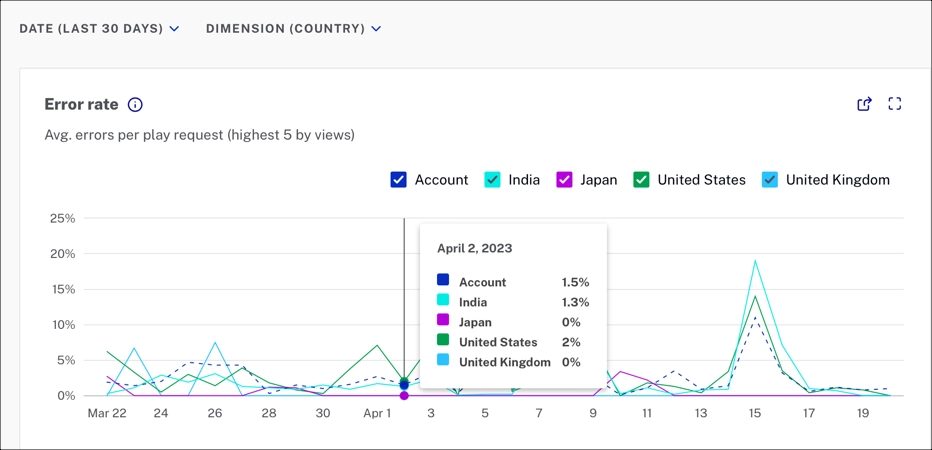 DATE (LAST 30 DAYS) DIMENSION (COUNTRY)
Error rate
Avg. errors per play request (highest 5 by views)
Account India Japan United States United Kingdom
25%
20%
15%
10%
5%
0%
April 2, 2023
Account 1.5%
India 1.3%
Japan 0%
United States 2%
United Kingdom 0%
Mar 22 24 26 28 30 Apr 1 3 5 7 9 11 13 15 17 19